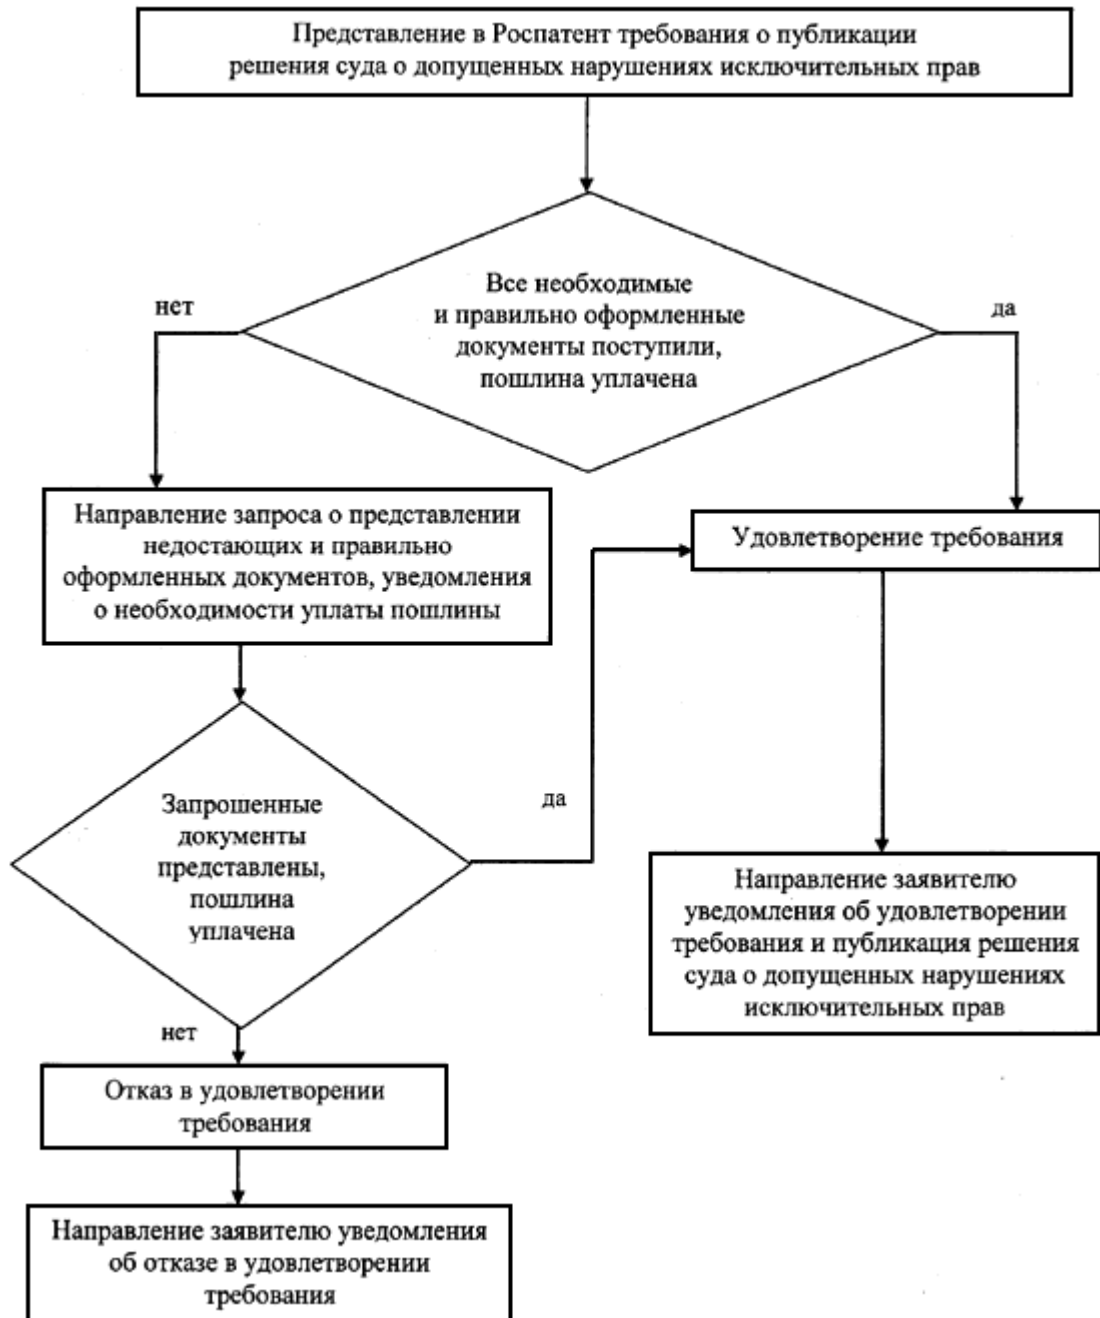 Представление в Роспатент требования о публикации
решения суда о допущенных нарушениях исключительных прав
Все необходимые
и правильно оформленные
документы поступили,
пошлина уплачена
нет
да
Направление запроса о представлении
недостающих и правильно
оформленных документов, уведомления
о необходимости уплаты пошлины
Удовлетворение требования
Запрошенные
документы
представлены,
пошлина
уплачена
да
Направление заявителю
уведомления об удовлетворении
требования и публикация решения
суда о допущенных нарушениях
исключительных прав
нет
Отказ в удовлетворении
требования
Направление заявителю уведомления
об отказе в удовлетворении
требования